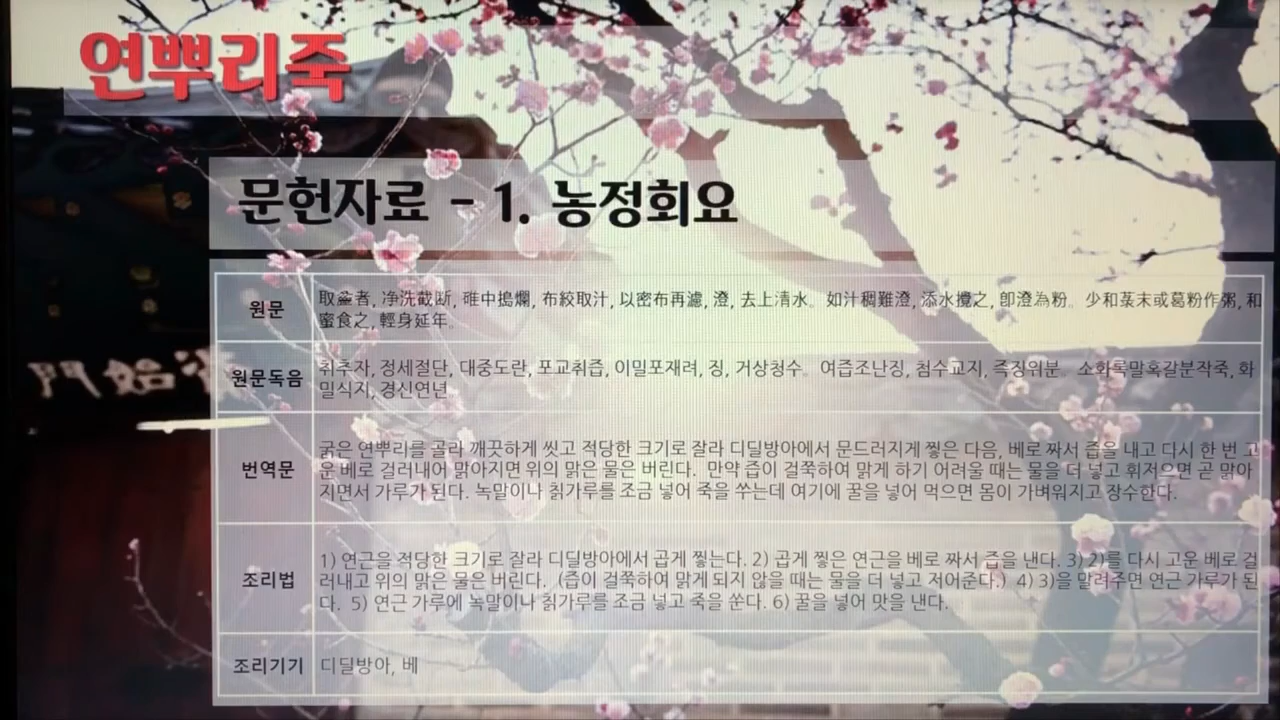 연뿌리죽
문헌자료 - 1. 농정회요
원문
取麄者, 净洗截断, 碓中搗爛, 布絞取汁, 以密布再濾, 澄, 去上清水。如汁稠難澄, 添水攪之, 卽澄為粉。少和菉末或葛粉作粥, 和
蜜食之, 輕身延年。
원문독음
취추자, 정세절단, 대중도란, 포교취즙, 이밀포재려, 징, 거상청수。여즙조난징, 첨수교지, 즉징위분。소화록말혹갈분작죽, 화
밀식지, 경신연년
번역문
굵은 연뿌리를 골라 깨끗하게 씻고 적당한 크기로 잘라 디딜방아에서 문드러지게 찧은 다음, 베로 짜서 즙을 내고 다시 한 번 고
운 베로 걸러내어 맑아지면 위의 맑은 물은 버린다. 만약 즙이 걸쭉하여 맑게 하기 어려울 때는 물을 더 넣고 휘저으면 곧 맑아
지면서 가루가 된다. 녹말이나 칡가루를 조금 넣어 죽을 쑤는데 여기에 꿀을 넣어 먹으면 몸이 가벼워지고 장수한다.
조리법
1) 연근을 적당한 크기로 잘라 디딜방아에서 곱게 찧는다. 2) 곱게 찧은 연근을 베로 짜서 즙을 낸다. 3) 2)를 다시 고운 베로 걸
러내고 위의 맑은 물은 버린다. (즙이 걸쭉하여 맑게 되지 않을 때는 물을 더 넣고 저어준다.) 4) 3)을 말려주면 연근 가루가 된
다. 5) 연근 가루에 녹말이나 칡가루를 조금 넣고 죽을 쑨다. 6) 꿀을 넣어 맛을 낸다.
조리기기
디딜방아, 베